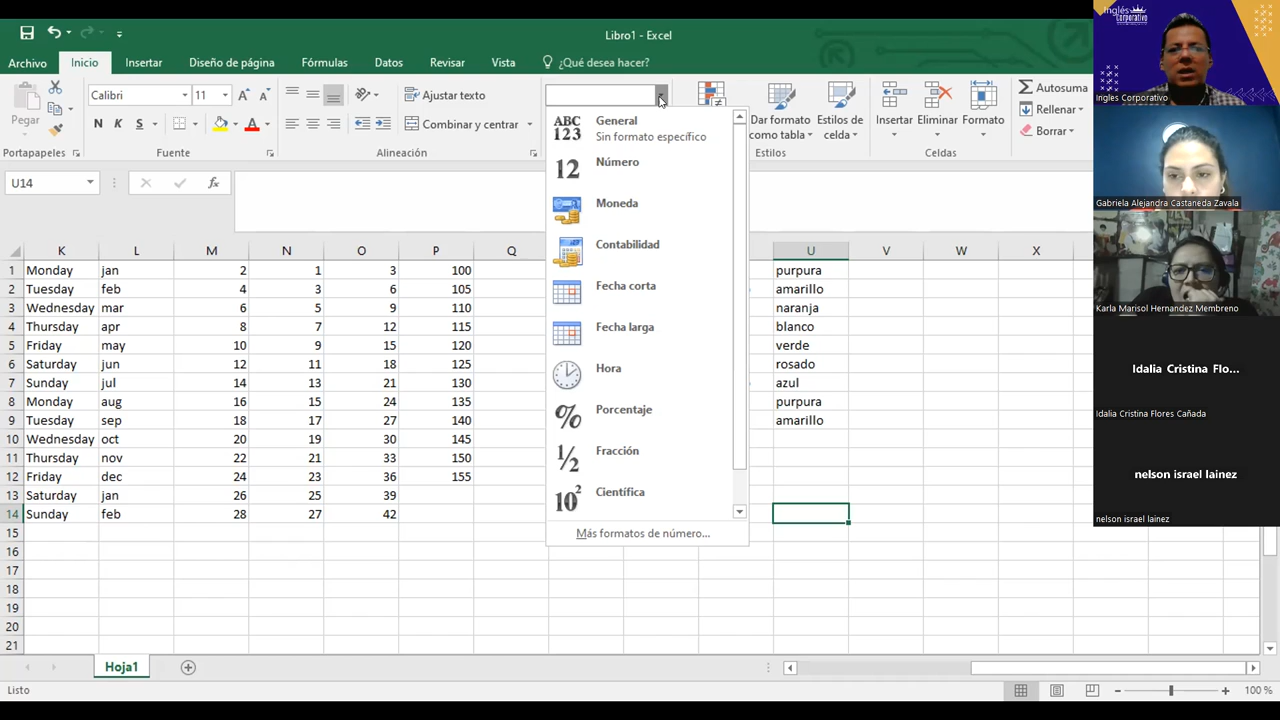 Libro1 - Excel
Archivo Inicio Insertar Diseño de página Fórmulas Datos Revisar Vista ¿Qué desea hacer?
Pegar
Calibri 11
N K S
Ajustar texto
Combinar y centrar
Dar formato como tabla
Estilos de celda
Insertar Eliminar Formato
Autosuma
Rellenar
Borrar
Portapapeles Fuente Alineación Estilos Celdas
ABC 123 General
Sin formato específico
12 Número
Moneda
Contabilidad
Fecha corta
Fecha larga
Hora
% Porcentaje
1/2 Fracción
10² Científica
Más formatos de número...
U14 fx
K L M N O P Q U V W X
1 Monday jan 2 1 3 100 purpura
2 Tuesday feb 4 3 6 105 amarillo
3 Wednesday mar 6 5 9 110 naranja
4 Thursday apr 8 7 12 115 blanco
5 Friday may 10 9 15 120 verde
6 Saturday jun 12 11 18 125 rosado
7 Sunday jul 14 13 21 130 azul
8 Monday aug 16 15 24 135 purpura
9 Tuesday sep 18 17 27 140 amarillo
10 Wednesday oct 20 19 30 145
11 Thursday nov 22 21 33 150
12 Friday dec 24 23 36 155
13 Saturday jan 26 25 39
14 Sunday feb 28 27 42
15
16
17
18
19
20
21
Hoja1
Listo
100 %
Inglés
Corporativo
Ingles Corporativo
Gabriela Alejandra Castaneda Zavala
Karla Marisol Hernandez Membreno
Idalia Cristina Flo...
Idalia Cristina Flores Cañada
nelson israel lainez
nelson israel lainez